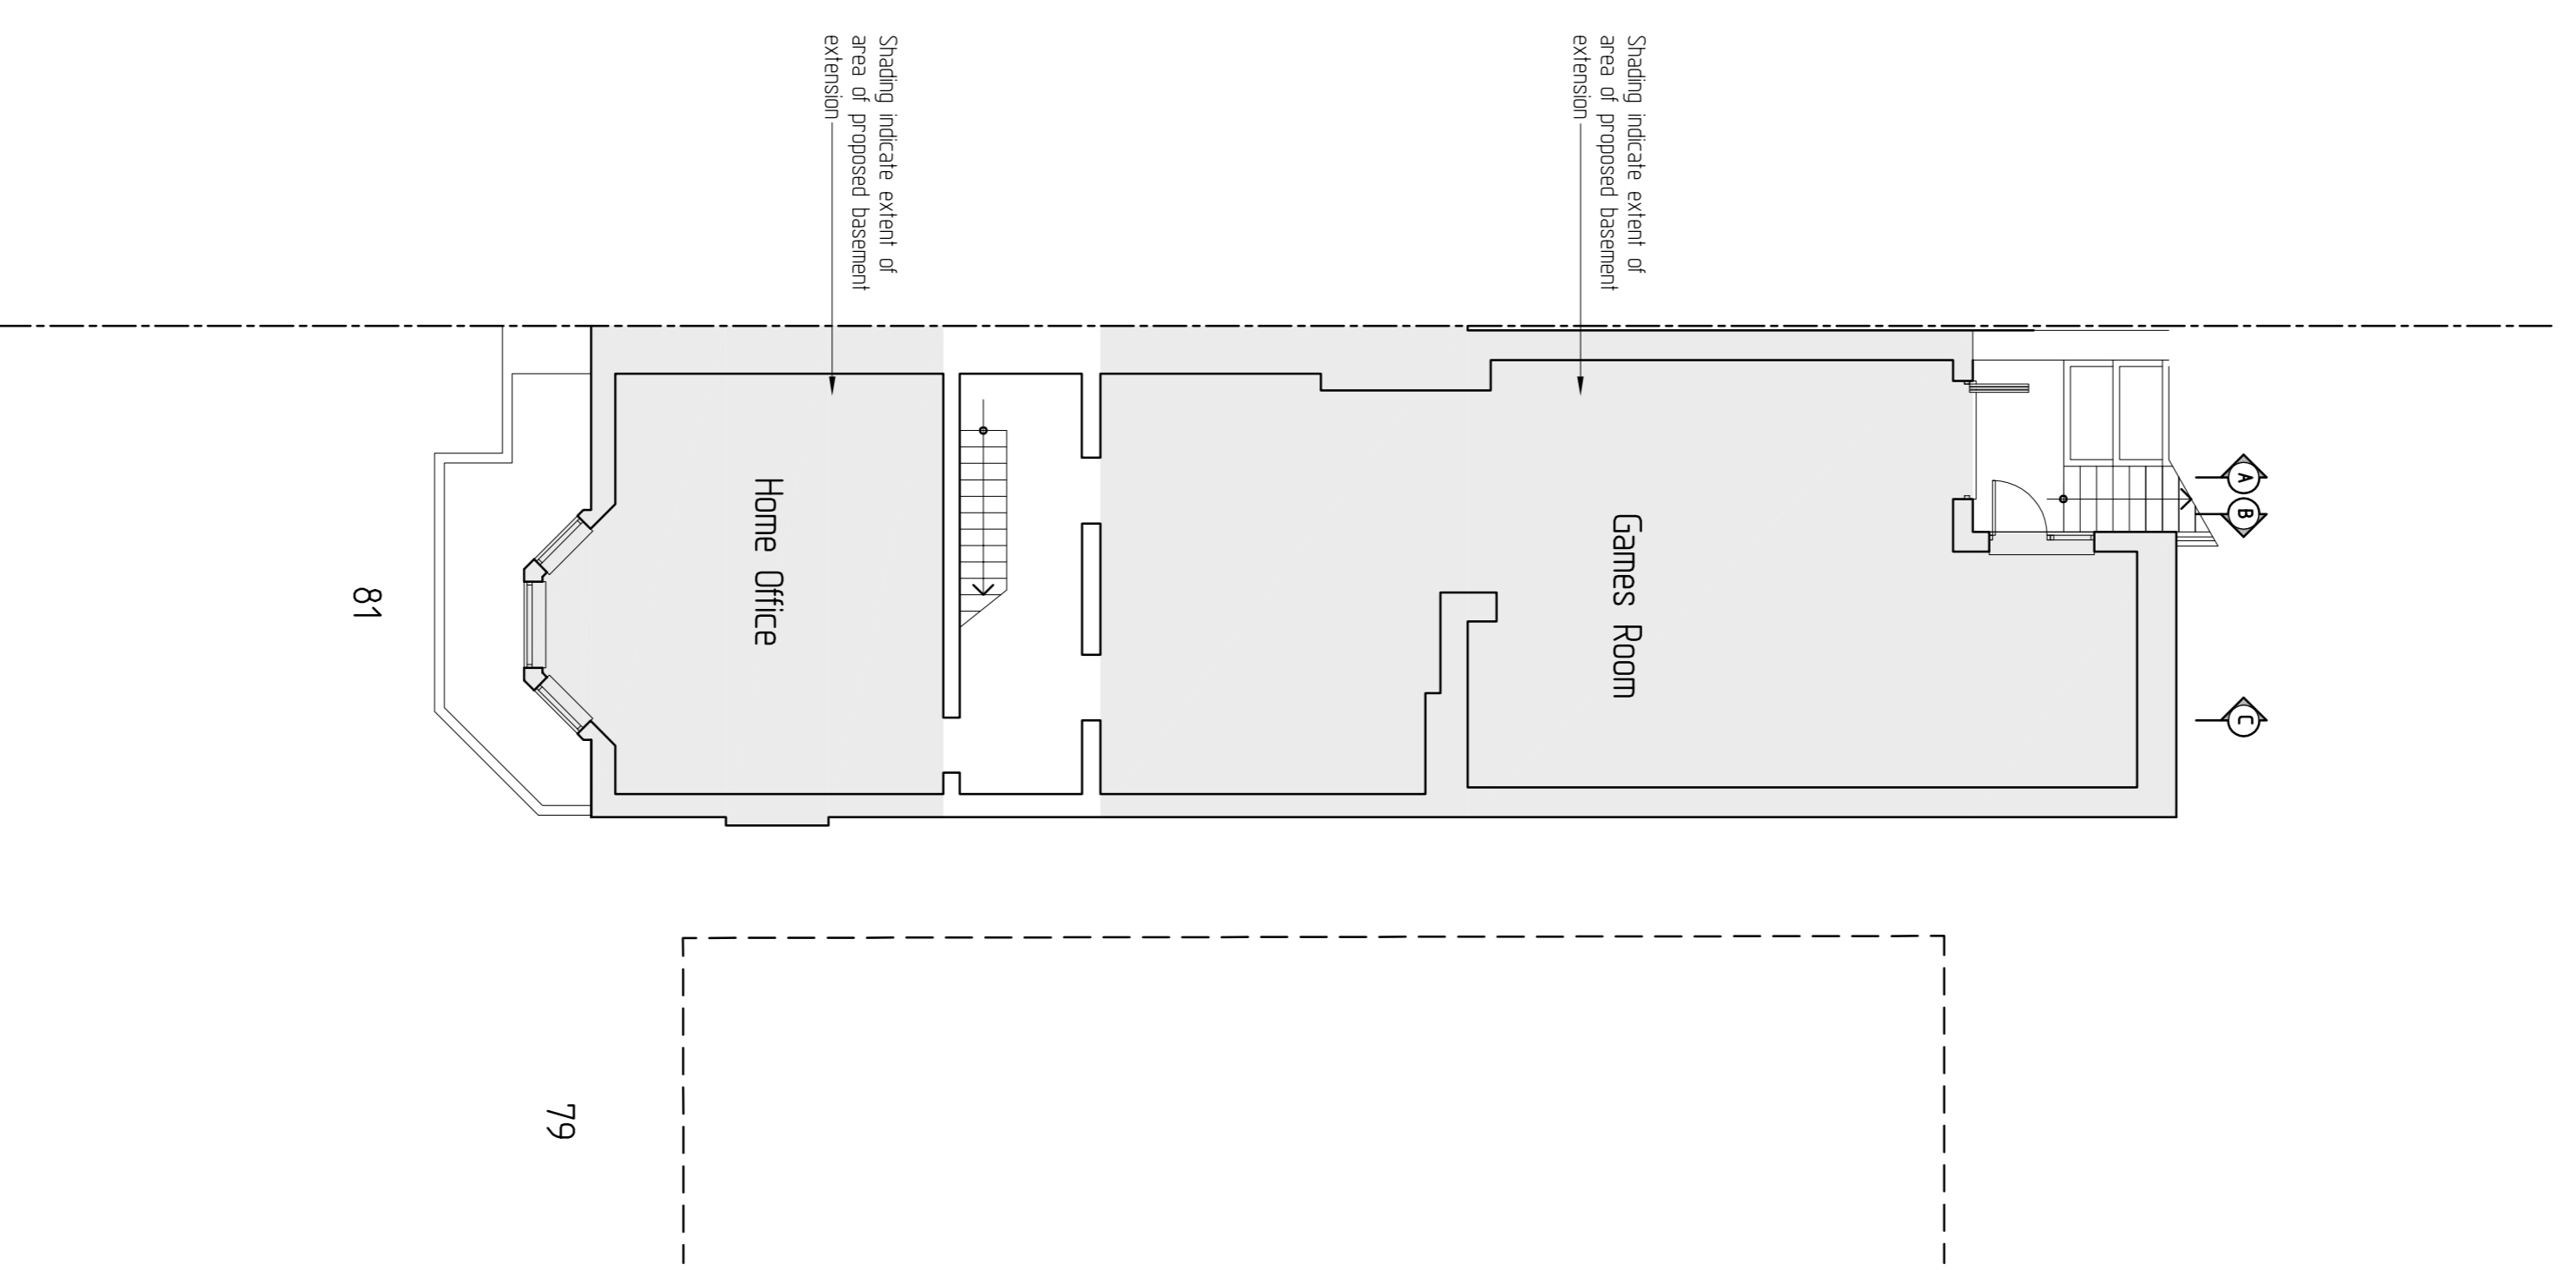 Shading indicate extent of
area of proposed basement
extension
Shading indicate extent of
area of proposed basement
extension
A
B
Games Room
Home Office
C
81
79